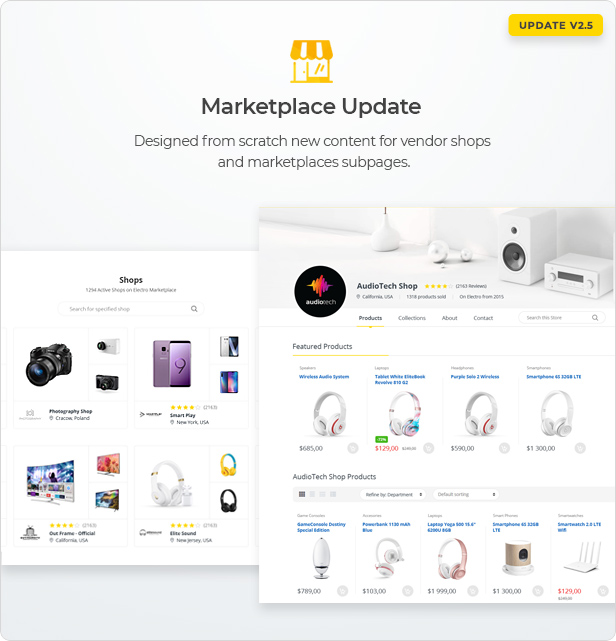 UPDATE V2.5
Marketplace Update
Designed from scratch new content for vendor shops
and marketplaces subpages.
Shops
1254 Active Shops on Electro Marketplace
Search for specified shop
Photography Shop
Cracow, Poland
(2163)
Smart Play
New York, USA
(2163)
Out Frame - Official
California, USA
(2163)
Elite Sound
New Jersey, USA
audiotech
AudioTech Shop
(2163 Reviews)
California, USA
1318 products sold
On Electro from 2015
Products
Collections
About
Contact
Search this Store
Featured Products
Speakers
Wireless Audio System
$685,00
Laptops
Tablet White EliteBook
Revolve 810 G2
$129,00
Headphones
Purple Solo 2 Wireless
$590,00
Smartphones
Smartphone 6S 32GB LTE
$1 300,00
AudioTech Shop Products
Refine by: Department
Default sorting
Game Consoles
GameConsole Destiny
Special Edition
$789,00
Accesories
Powerbank 1130 mAh
Blue
$103,00
Laptops
Laptop Yoga 500 15.6"
6200U 8GB
$1 999,00
Smart Phones
Smartphone 6S 32GB
LTE
$1 300,00
Smartwatches
Smartwatch 2.0 LTE
Wifi
$129,00